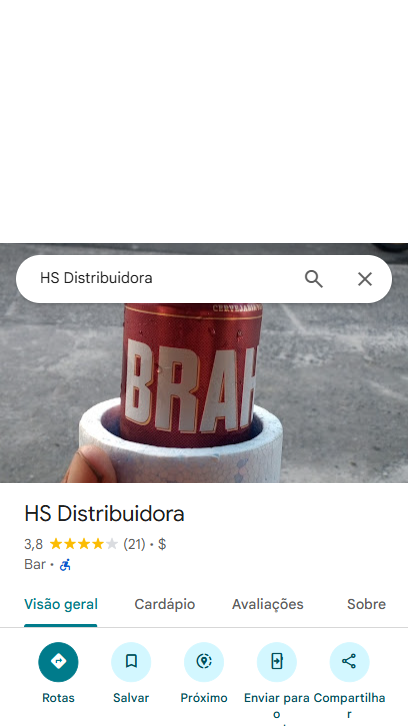 HS Distribuidora
CERVEJARIA
BRAH
HS Distribuidora
3,8 (21) • $
Bar •
Visão geral Cardápio Avaliações Sobre
Rotas Salvar Próximo Enviar para o Compartilhar